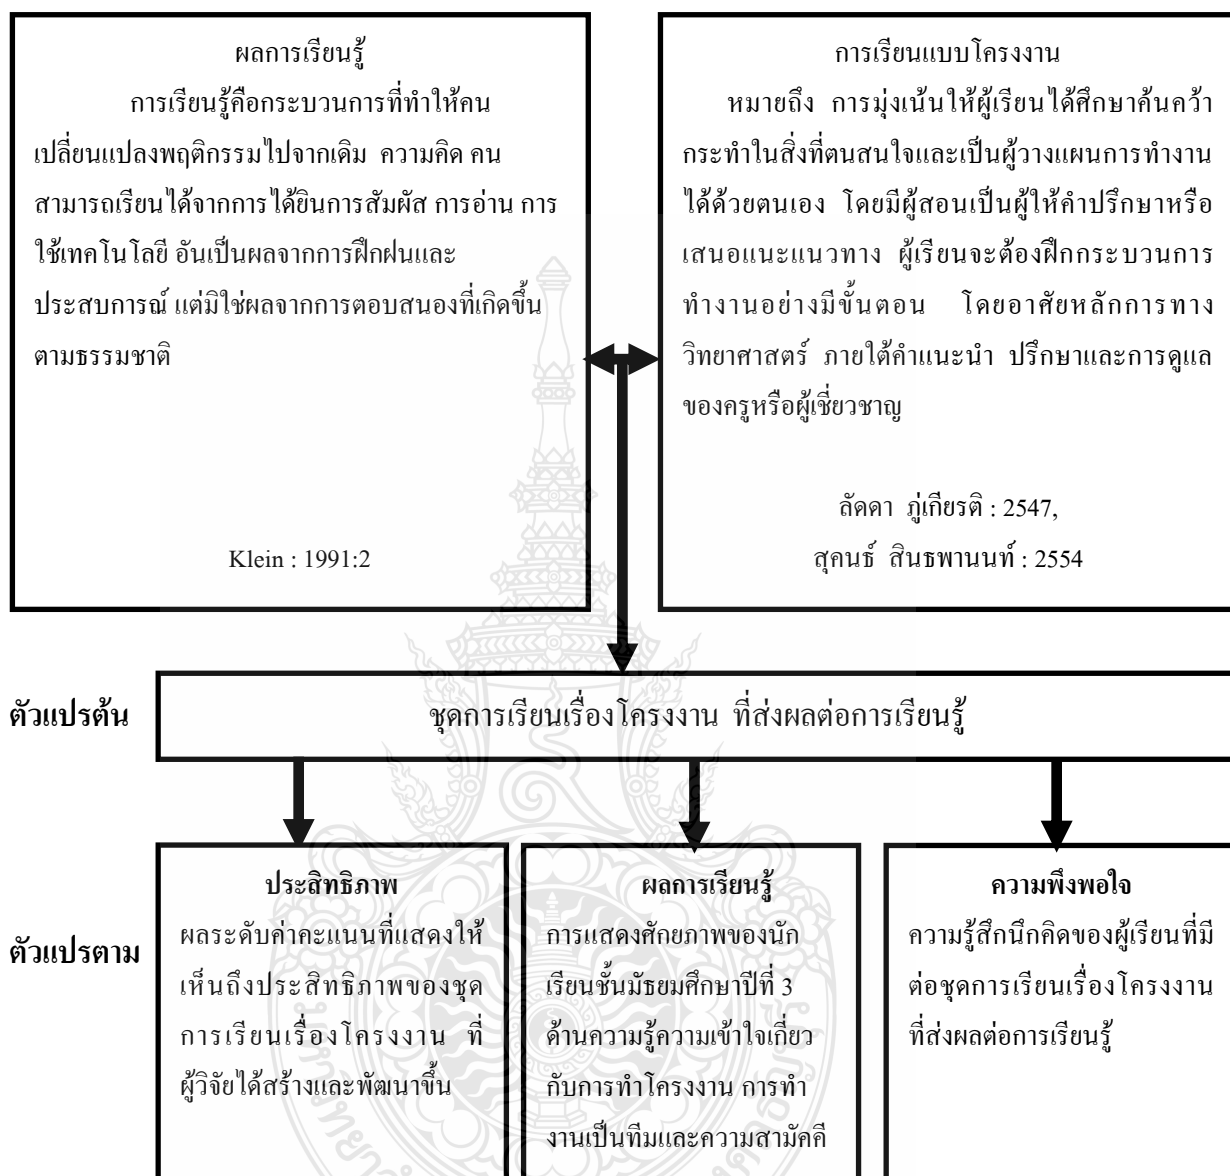 ผลการเรียนรู้
การเรียนรู้คือกระบวนการที่ทำให้คน
เปลี่ยนแปลงพฤติกรรมไปจากเดิม ความคิด คน
สามารถเรียนได้จากการได้ยินการสัมผัส การอ่าน การ
ใช้เทคโนโลยี อันเป็นผลจากการฝึกฝนและ
ประสบการณ์ แต่มิใช่ผลจากการตอบสนองที่เกิดขึ้น
ตามธรรมชาติ
Klein : 1991:2
การเรียนแบบโครงงาน
หมายถึง การมุ่งเน้นให้ผู้เรียนได้ศึกษาค้นคว้า
กระทำในสิ่งที่ตนสนใจและเป็นผู้วางแผนการทำงาน
ได้ด้วยตนเอง โดยมีผู้สอนเป็นผู้ให้คำปรึกษาหรือ
เสนอแนะแนวทาง ผู้เรียนจะต้องฝึกกระบวนการ
ทำงานอย่างมีขั้นตอน โดยอาศัยหลักการทาง
วิทยาศาสตร์ ภายใต้คำแนะนำ ปรึกษาและการดูแล
ของครูหรือผู้เชี่ยวชาญ
ลัดดา ภู่เกียรติ : 2547,
สุคนธ์ สินธพานนท์ : 2554
ตัวแปรต้น
ชุดการเรียนเรื่องโครงงาน ที่ส่งผลต่อการเรียนรู้
ตัวแปรตาม
ประสิทธิภาพ
ผลระดับค่าคะแนนที่แสดงให้
เห็นถึงประสิทธิภาพของชุด
การเรียนเรื่องโครงงาน ที่
ผู้วิจัยได้สร้างและพัฒนาขึ้น
ผลการเรียนรู้
การแสดงศักยภาพของนัก
เรียนชั้นมัธยมศึกษาปีที่ 3
ด้านความรู้ความเข้าใจเกี่ยว
กับการทำโครงงาน การทำ
งานเป็นทีมและความสามัคคี
ความพึงพอใจ
ความรู้สึกนึกคิดของผู้เรียนที่มี
ต่อชุดการเรียนเรื่องโครงงาน
ที่ส่งผลต่อการเรียนรู้